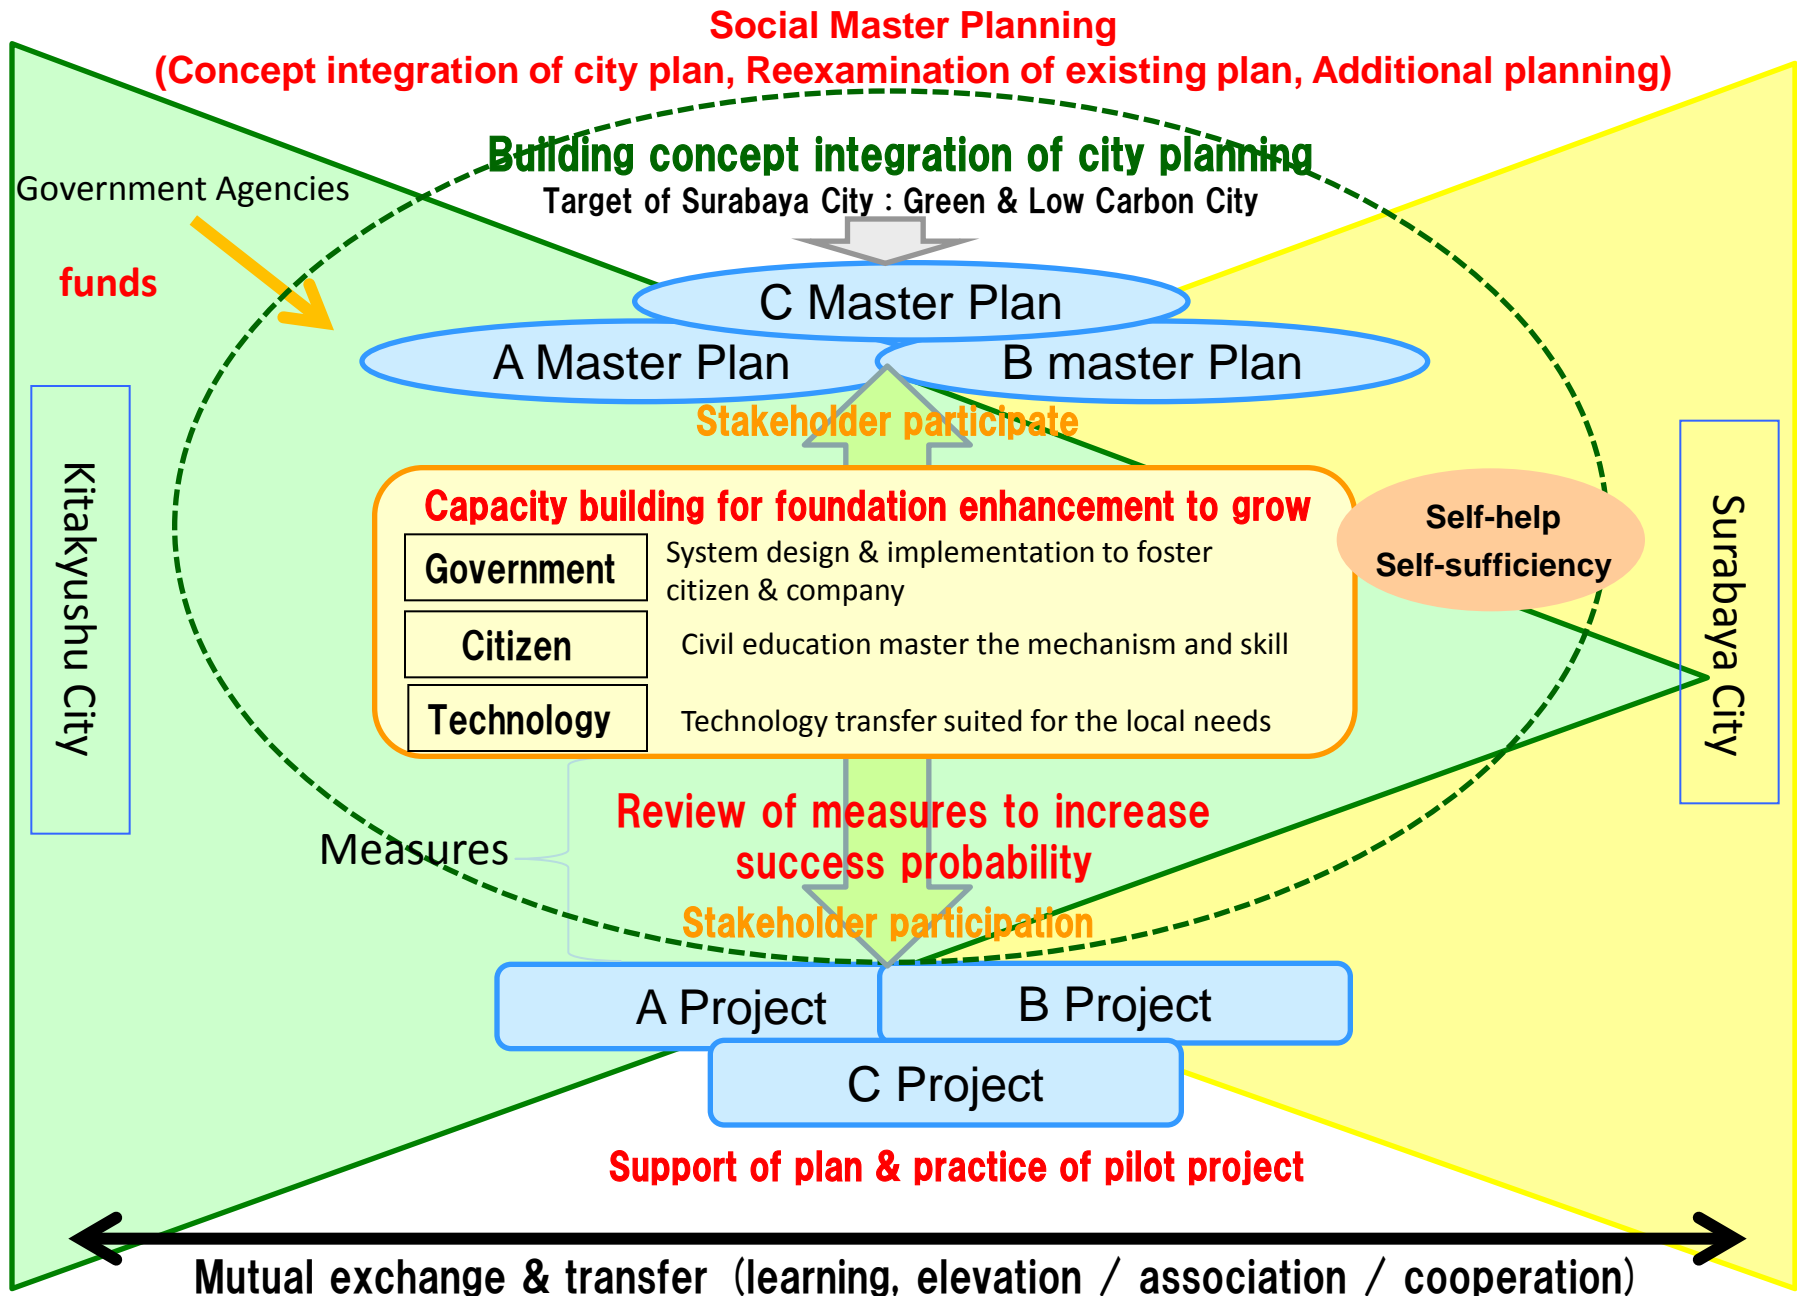 Social Master Planning
(Concept integration of city plan, Reexamination of existing plan, Additional planning)
Building concept integration of city planning
Target of Surabaya City : Green & Low Carbon City
Government Agencies
funds
C Master Plan
A Master Plan
B master Plan
Stakeholder participate
Kitakyushu City
Surabaya City
Capacity building for foundation enhancement to grow
Government
System design & implementation to foster
citizen & company
Citizen
Civil education master the mechanism and skill
Technology
Technology transfer suited for the local needs
Self-help
Self-sufficiency
Measures
Review of measures to increase
success probability
Stakeholder participation
A Project
B Project
C Project
Support of plan & practice of pilot project
Mutual exchange & transfer (learning, elevation / association / cooperation)